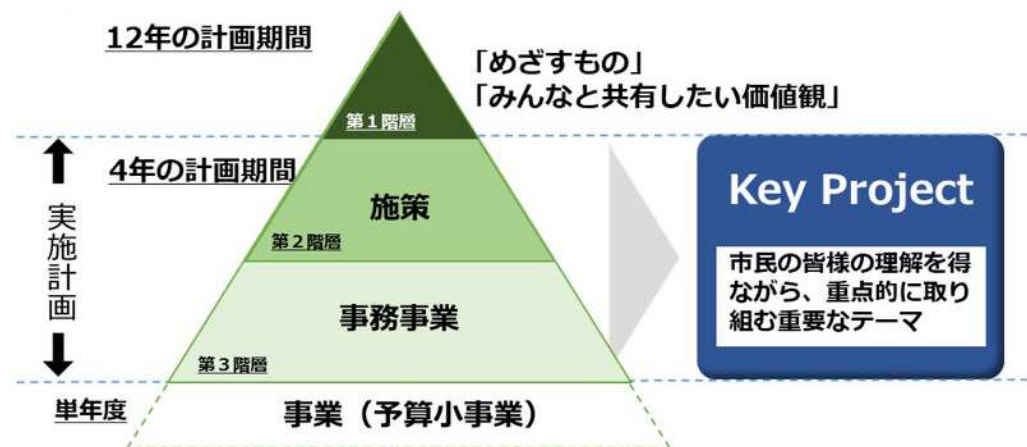 12年の計画期間
「めざすもの」
「みんなと共有したい価値観」
第１階層
4年の計画期間
施策
第２階層
実施計画
事務事業
第３階層
Key Project
市民の皆様の理解を得
ながら、重点的に取り
組む重要なテーマ
単年度
事業（予算小事業）